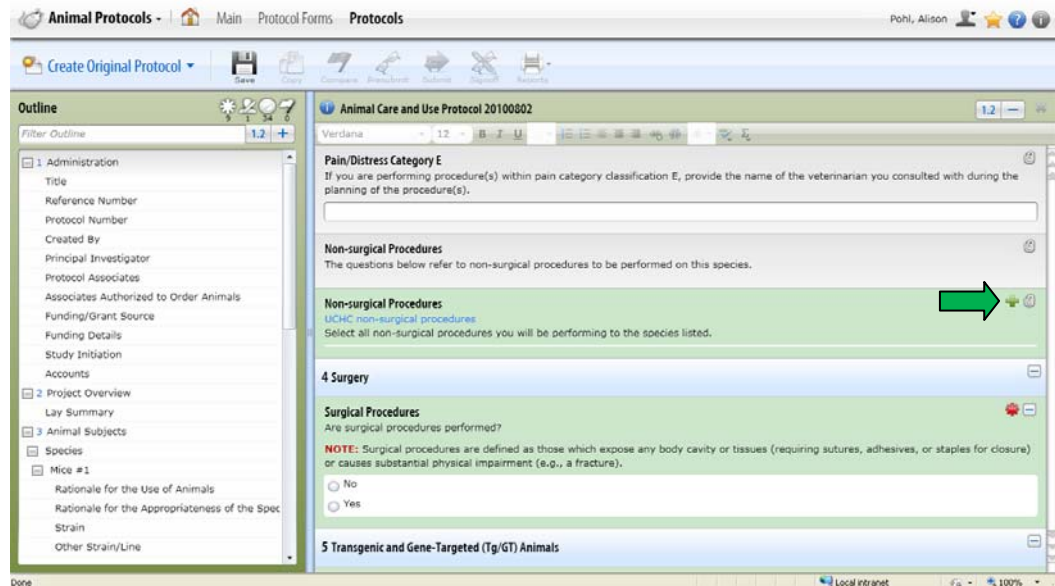 Animal Protocols - Main Protocol Forms Protocols Pohl, Alison
Create Original Protocol Save Copy Compare Presubmit Submit Signoff Reports
Outline 9 1 34 6
Filter Outline 1.2 +
1 Administration
Title
Reference Number
Protocol Number
Created By
Principal Investigator
Protocol Associates
Associates Authorized to Order Animals
Funding/Grant Source
Funding Details
Study Initiation
Accounts
2 Project Overview
Lay Summary
3 Animal Subjects
Species
Mice #1
Rationale for the Use of Animals
Rationale for the Appropriateness of the Spec
Strain
Other Strain/Line
Animal Care and Use Protocol 20100802 1.2 —
Verdana 12 B I U
Pain/Distress Category E
If you are performing procedure(s) within pain category classification E, provide the name of the veterinarian you consulted with during the
planning of the procedure(s).
Non-surgical Procedures
The questions below refer to non-surgical procedures to be performed on this species.
Non-surgical Procedures
UCHC non-surgical procedures
Select all non-surgical procedures you will be performing to the species listed.
4 Surgery
Surgical Procedures
Are surgical procedures performed?
NOTE: Surgical procedures are defined as those which expose any body cavity or tissues (requiring sutures, adhesives, or staples for closure)
or causes substantial physical impairment (e.g., a fracture).
No
Yes
5 Transgenic and Gene-Targeted (Tg/GT) Animals
Done Local intranet 100%